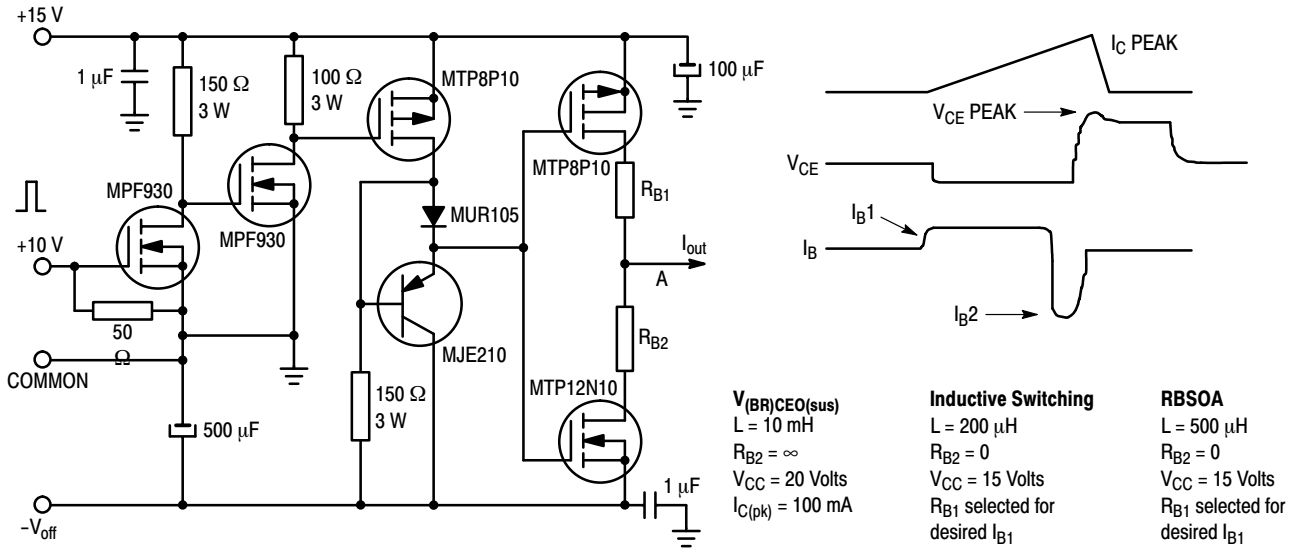 +15 V
1 μF
150 Ω
3 W
100 Ω
3 W
MTP8P10
100 μF
MTP8P10
MPF930
MPF930
+10 V
50
Ω
COMMON
500 μF
MUR105
MJE210
150 Ω
3 W
R_B1
I_out
A
R_B2
MTP12N10
1 μF
–V_off
I_C PEAK
V_CE PEAK
V_CE
I_B1
I_B
I_B2
V_(BR)CEO(sus)
L = 10 mH
R_B2 = ∞
V_CC = 20 Volts
I_C(pk) = 100 mA
Inductive Switching
L = 200 μH
R_B2 = 0
V_CC = 15 Volts
R_B1 selected for
desired I_B1
RBSOA
L = 500 μH
R_B2 = 0
V_CC = 15 Volts
R_B1 selected for
desired I_B1